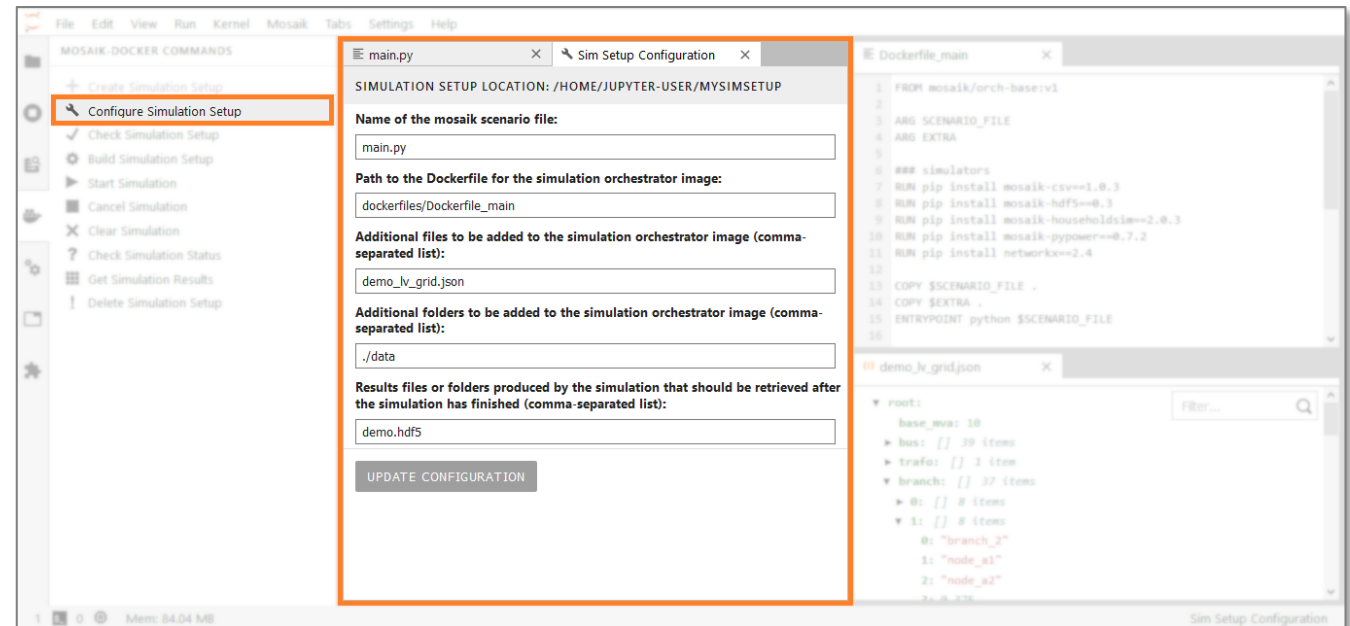 File Edit View Run Kernel Mosaik Tabs Settings Help
MOSAIK-DOCKER COMMANDS
Create Simulation Setup
Configure Simulation Setup
Check Simulation Setup
Build Simulation Setup
Start Simulation
Cancel Simulation
Clear Simulation
? Check Simulation Status
Get Simulation Results
! Delete Simulation Setup
main.py
Sim Setup Configuration
SIMULATION SETUP LOCATION: /HOME/JUPYTER-USER/MYSIMSETUP
Name of the mosaik scenario file:
main.py
Path to the Dockerfile for the simulation orchestrator image:
dockerfiles/Dockerfile_main
Additional files to be added to the simulation orchestrator image (comma-
separated list):
demo_lv_grid.json
Additional folders to be added to the simulation orchestrator image (comma-
separated list):
./data
Results files or folders produced by the simulation that should be retrieved after
the simulation has finished (comma-separated list):
demo.hdf5
UPDATE CONFIGURATION
Dockerfile_main
1 FROM mosaik/orch-base:v1
2
3 ARG SCENARIO_FILE
4 ARG EXTRA
5
6 ### simulators
7 RUN pip install mosaik-csv==1.0.3
8 RUN pip install mosaik-hdf5==0.3
9 RUN pip install mosaik-householdsim==2.0.3
10 RUN pip install mosaik-pypower==0.7.2
11 RUN pip install networkx==2.4
12
13 COPY $SCENARIO_FILE .
14 COPY $EXTRA .
15 ENTRYPOINT python $SCENARIO_FILE
16
demo_lv_grid.json
root:
Filter...
base_mva: 10
bus: [] 39 items
trafo: [] 1 item
branch: [] 37 items
0: [] 8 items
1: [] 8 items
0: "branch_2"
1: "node_a1"
2: "node_a2"
3: 0.175
1 0 Mem: 84.04 MB
Sim Setup Configuration